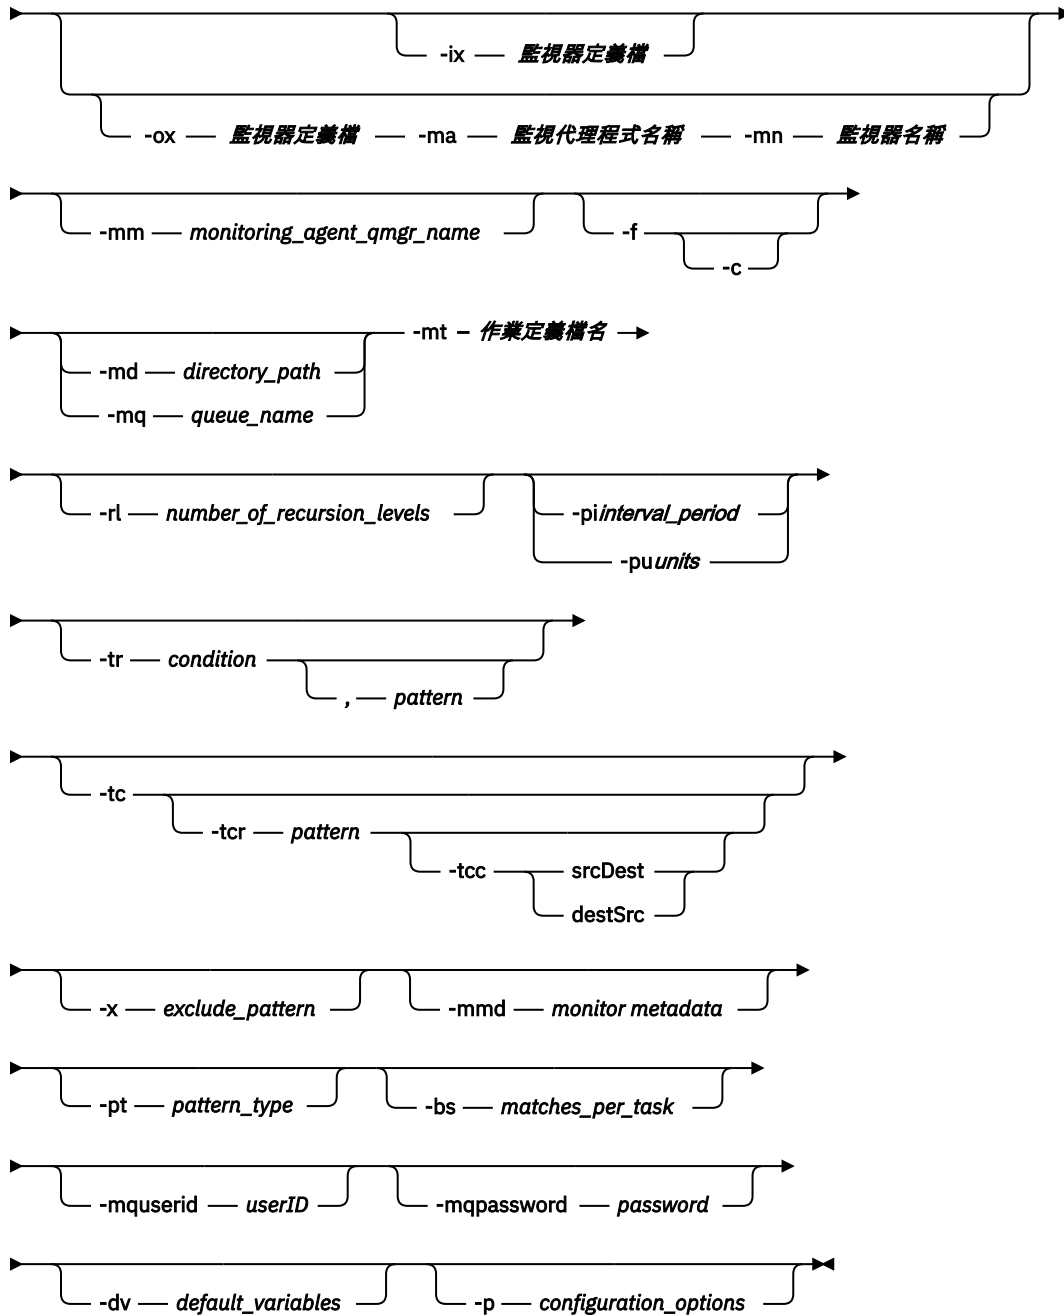 -ix 監視器定義檔
-ox 監視器定義檔 -ma 監視代理程式名稱 -mn 監視器名稱
-mm monitoring_agent_qmgr_name -f
-c
-mt – 作業定義檔名
-md directory_path
-mq queue_name
-rl number_of_recursion_levels -piinterval_period
-puunits
-tr condition
, pattern
-tc
-tcr pattern
-tcc srcDest
destSrc
-x exclude_pattern -mmd monitor metadata
-pt pattern_type -bs matches_per_task
-mquserid userID -mqpassword password
-dv default_variables -p configuration_options